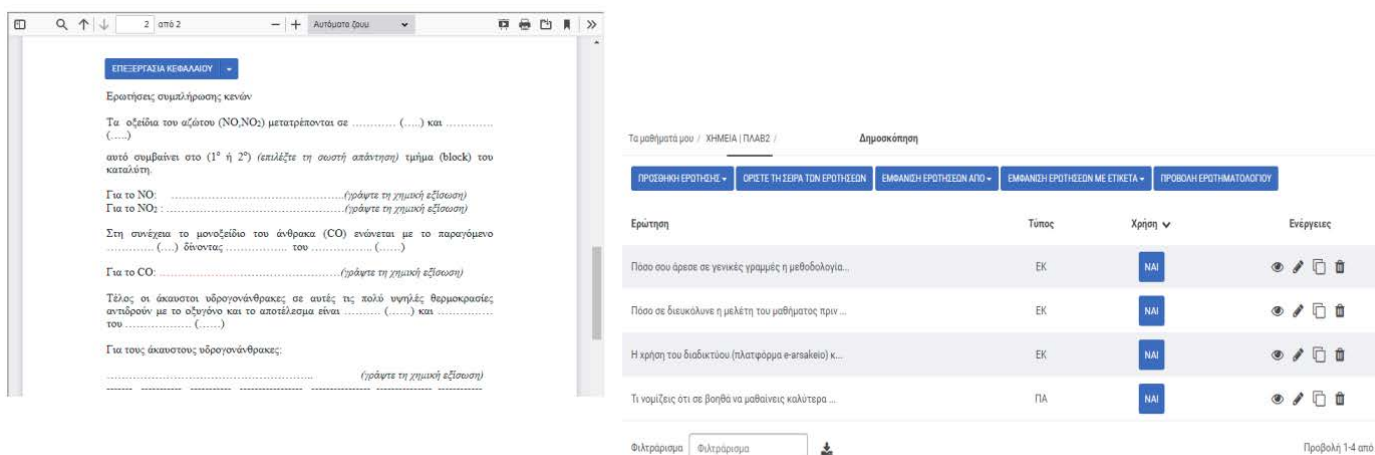 2 από 2
Αυτόματο ζουμ
ΕΠΕΞΕΡΓΑΣΙΑ ΚΕΦΑΛΑΙΟΥ
Ερωτήσεις συμπλήρωσης κενών
Τα οξείδια του αζώτου (NO,NO2) μετατρέπονται σε ………… (…..) και ………….
(…..)
αυτό συμβαίνει στο (1º ή 2º) (επιλέξτε τη σωστή απάντηση) τμήμα (block) του
καταλύτη.
Για το NO: …………………………………….(γράψτε τη χημική εξίσωση)
Για το NO2 : …………………………………….(γράψτε τη χημική εξίσωση)
Στη συνέχεια το μονοξείδιο του άνθρακα (CO) ενώνεται με το παραγόμενο
…………. (….) δίνοντας ……………… του ……………… (……)
Για το CO: …………………………………….(γράψτε τη χημική εξίσωση)
Τέλος οι άκαυστοι υδρογονάνθρακες σε αυτές τις πολύ υψηλές θερμοκρασίες
αντιδρούν με το οξυγόνο και το αποτέλεσμα είναι ………. (……) και ……………
του ……………… (……)
Για τους άκαυστους υδρογονάνθρακες:
……………………………………………. (γράψτε τη χημική εξίσωση)
Τα μαθήματά μου / ΧΗΜΕΙΑ | ΠΛΑΒ2 / Δημοσκόπηση
ΠΡΟΣΘΗΚΗ ΕΡΩΤΗΣΗΣ ΟΡΙΣΤΕ ΤΗ ΣΕΙΡΑ ΤΩΝ ΕΡΩΤΗΣΕΩΝ ΕΜΦΑΝΙΣΗ ΕΡΩΤΗΣΕΩΝ ΑΠΟ ΕΜΦΑΝΙΣΗ ΕΡΩΤΗΣΕΩΝ ΜΕ ΕΤΙΚΕΤΑ ΠΡΟΒΟΛΗ ΕΡΩΤΗΜΑΤΟΛΟΓΙΟΥ
Ερώτηση Τύπος Χρήση Ενέργειες
Πόσο σου άρεσε σε γενικές γραμμές η μεθοδολογία... ΕΚ ΝΑΙ
Πόσο σε διευκόλυνε η μελέτη του μαθήματος πριν ... ΕΚ ΝΑΙ
Η χρήση του διαδικτύου (πλατφόρμα e-arsakeio) κ... ΕΚ ΝΑΙ
Τι νομίζεις ότι σε βοηθά να μαθαίνεις καλύτερα ... ΠΑ ΝΑΙ
Φιλτράρισμα Φιλτράρισμα Προβολή 1-4 από